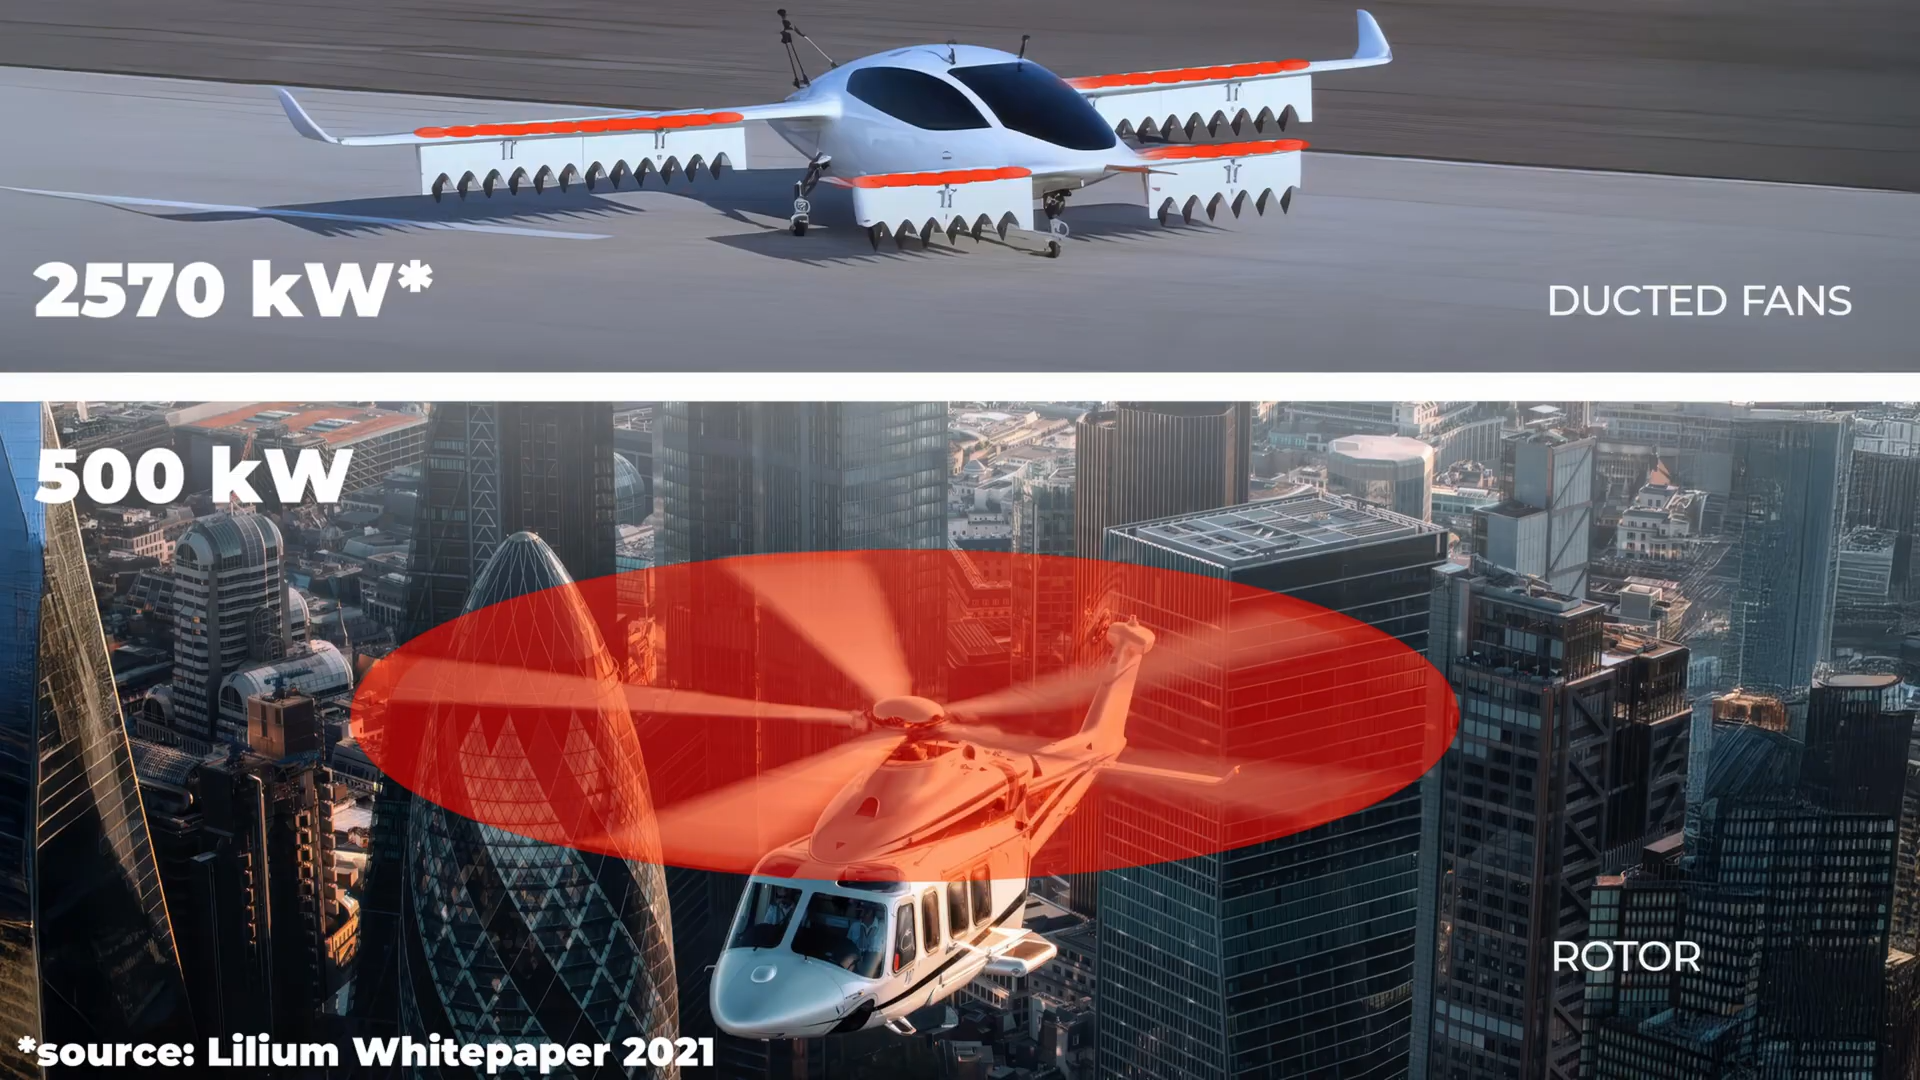 2570 kW*
DUCTED FANS
500 kW
ROTOR
*source: Lilium Whitepaper 2021